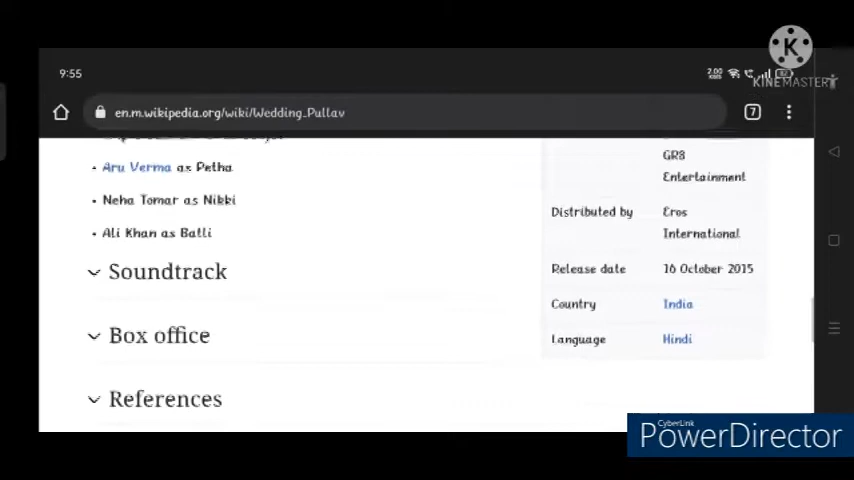 KINEMASTER
9:55
2.00
en.m.wikipedia.org/wiki/Wedding_Pullav
7
• Aru Verma as Petha
• Neha Tomar as Nikki
• Ali Khan as Balli
Soundtrack
Box office
References
GR8
Entertainment
Distributed by
Eros
International
Release date
16 October 2015
Country
India
Language
Hindi
CyberLink
PowerDirector